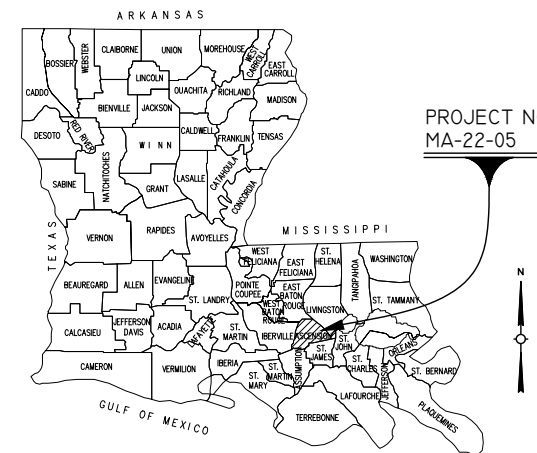 ARKANSAS
BOSSIER
WEBSTER
CLAIBORNE
UNION
MOREHOUSE
WEST
CARROLL
EAST
CARROLL
CADDO
LINCOLN
OUACHITA
RICHLAND
MADISON
BIENVILLE
JACKSON
PROJECT N
MA-22-05
DESOTO
RED RIVER
WINN
CALDWELL
FRANKLIN
TENSAS
NATCHITOCHES
CATAHOULA
SABINE
GRANT
LASALLE
CONCORDIA
TEXAS
VERNON
RAPIDES
AVOYELLES
MISSISSIPPI
WEST
FELICIANA
EAST
FELICIANA
ST.
HELENA
TANGIPAHOA
WASHINGTON
N
BEAUREGARD
ALLEN
EVANGELINE
ST. LANDRY
POINTE
COUPEE
WEST
BATON
ROUGE
EAST
BATON
ROUGE
LIVINGSTON
ST. TAMMANY
CALCASIEU
JEFFERSON
DAVIS
ACADIA
LAFAYETTE
ST.
MARTIN
IBERVILLE
ASCENSION
ST.
JAMES
ST.
JOHN
ORLEANS
CAMERON
VERMILION
IBERIA
ST.
MARTIN
ST.
MARY
ASSUMPTION
ST.
CHARLES
JEFFERSON
ST. BERNARD
LAFOURCHE
PLAQUEMINES
TERREBONNE
GULF OF MEXICO